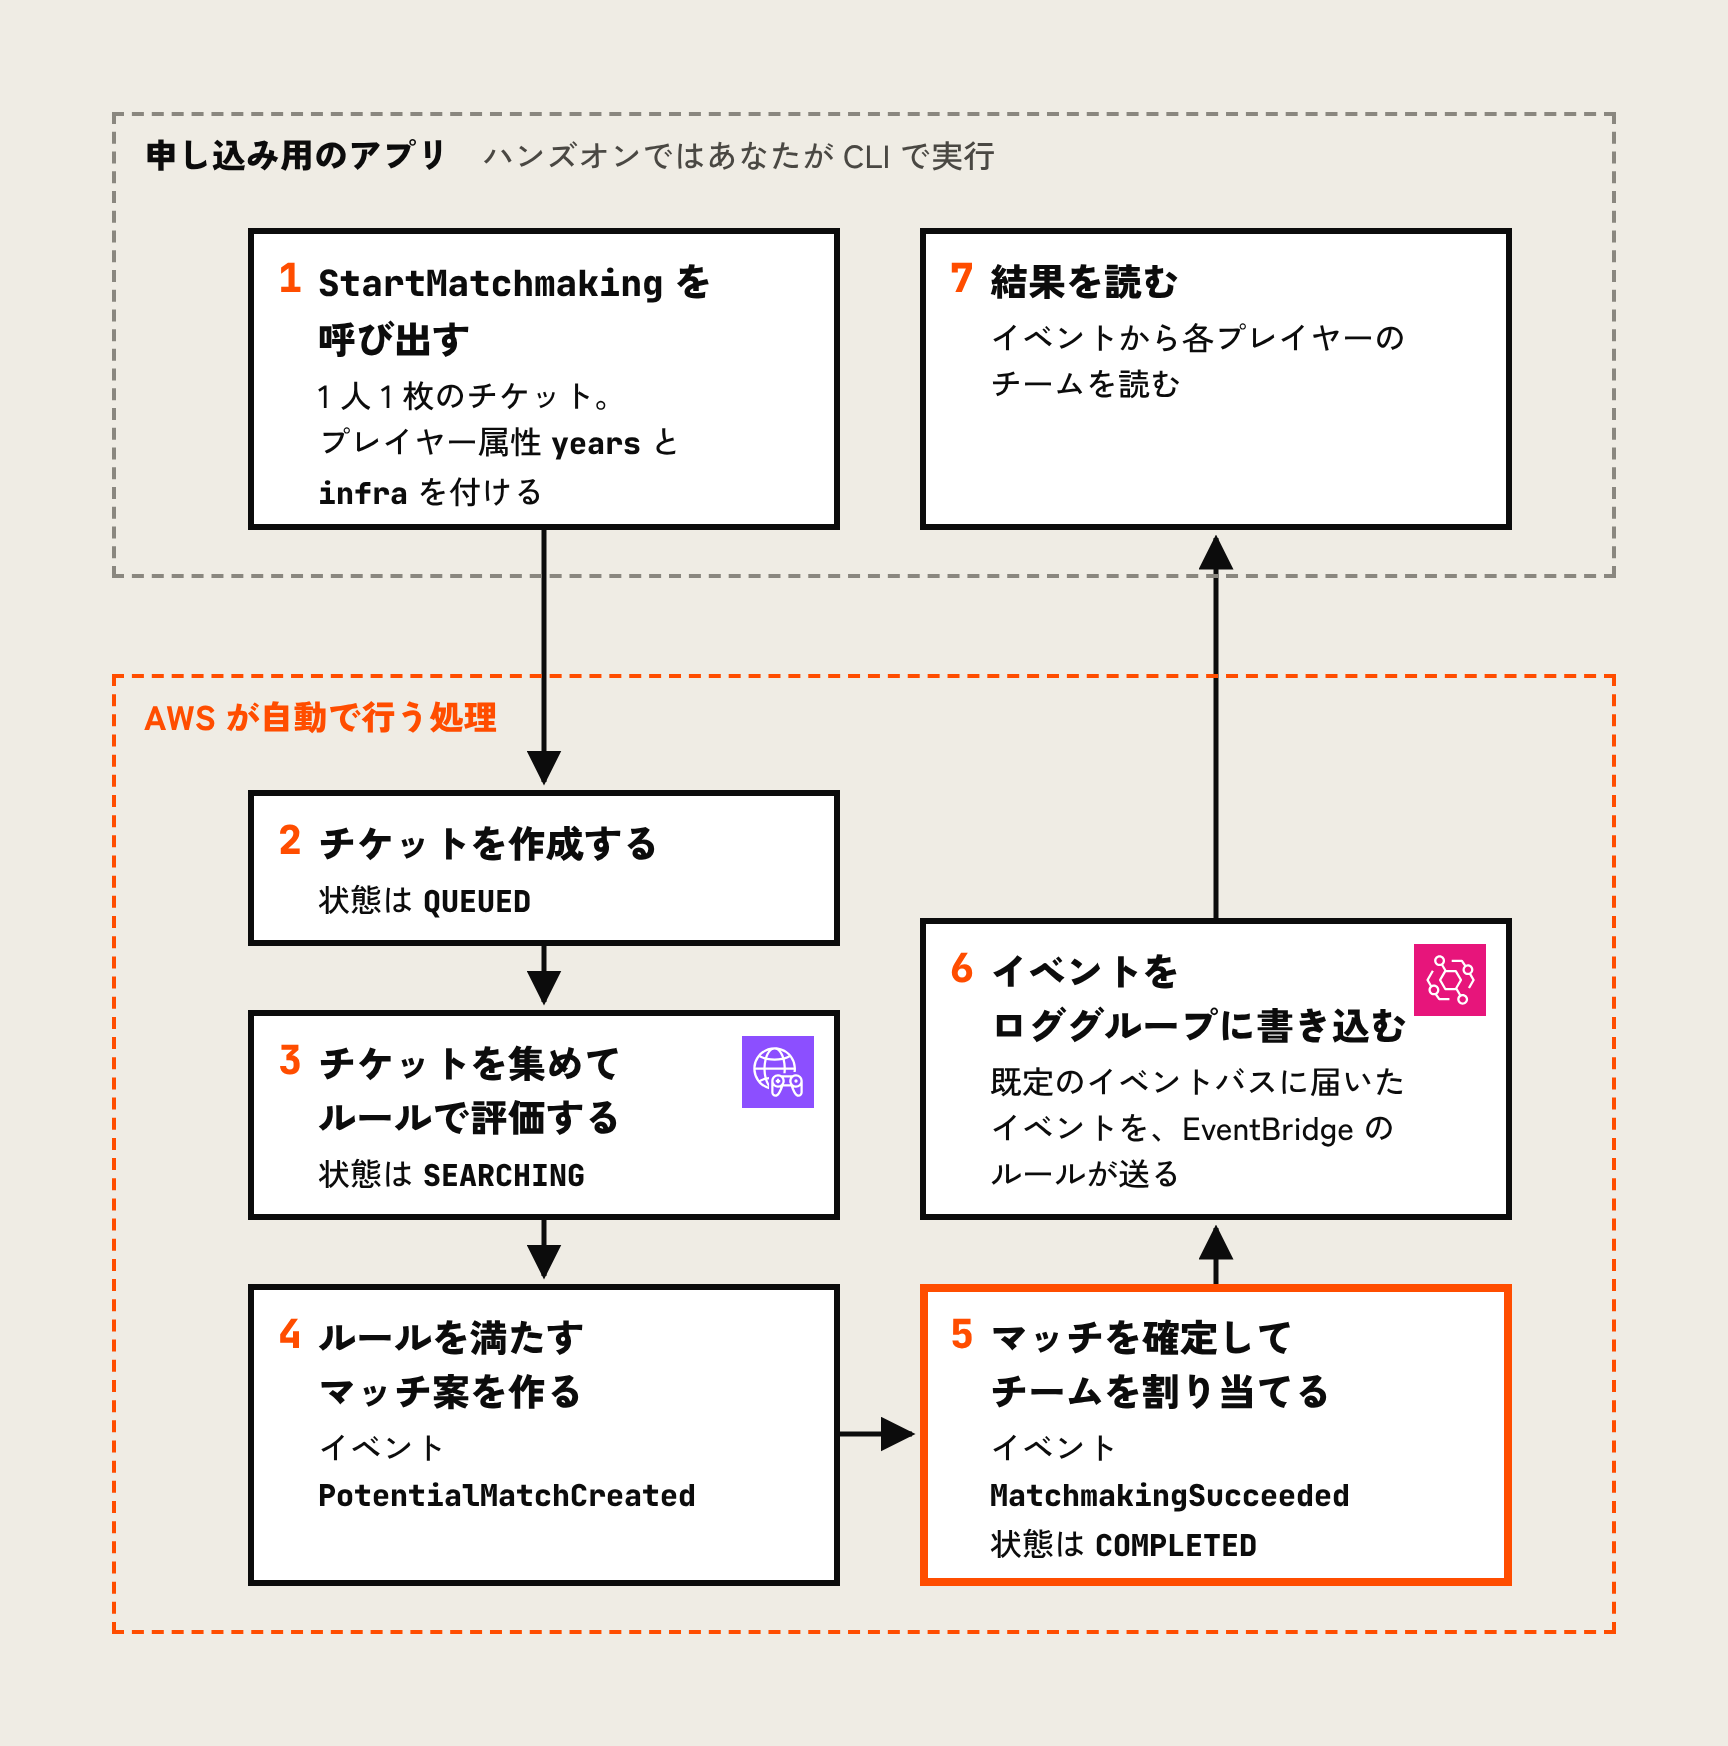 申し込み用のアプリ ハンズオンではあなたが CLI で実行
1 StartMatchmaking を
呼び出す
1 人 1 枚のチケット。
プレイヤー属性 years と
infra を付ける
7 結果を読む
イベントから各プレイヤーの
チームを読む
AWS が自動で行う処理
2 チケットを作成する
状態は QUEUED
3 チケットを集めて
ルールで評価する
状態は SEARCHING
4 ルールを満たす
マッチ案を作る
イベント
PotentialMatchCreated
5 マッチを確定して
チームを割り当てる
イベント
MatchmakingSucceeded
状態は COMPLETED
6 イベントを
ロググループに書き込む
既定のイベントバスに届いた
イベントを、EventBridge の
ルールが送る